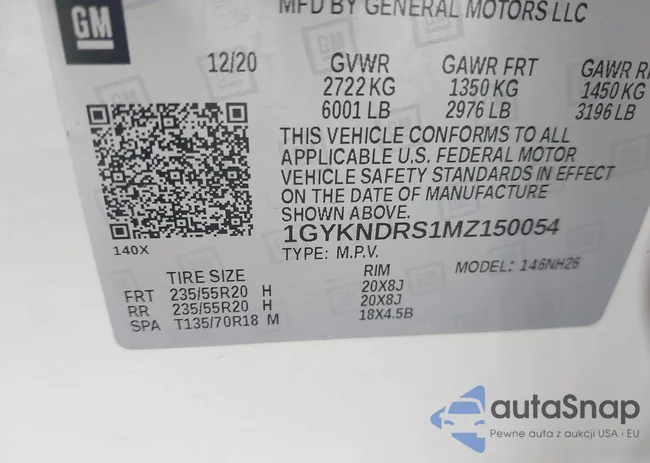 GM
MFD BY GENERAL MOTORS LLC
12/20 GVWR GAWR FRT GAWR
2722 KG 1350 KG 1450 KG
6001 LB 2976 LB 3196 LB
THIS VEHICLE CONFORMS TO ALL
APPLICABLE U.S. FEDERAL MOTOR
VEHICLE SAFETY STANDARDS IN EFFECT
ON THE DATE OF MANUFACTURE
SHOWN ABOVE.
140X
1GYKNDRS1MZ150054
TYPE: M.P.V. MODEL: 146NH26
TIRE SIZE RIM
FRT 235/55R20 H 20X8J
RR 235/55R20 H 20X8J
SPA T135/70R18 M 18X4.5B
autaSnap
Pewne auta z aukcji USA i EU